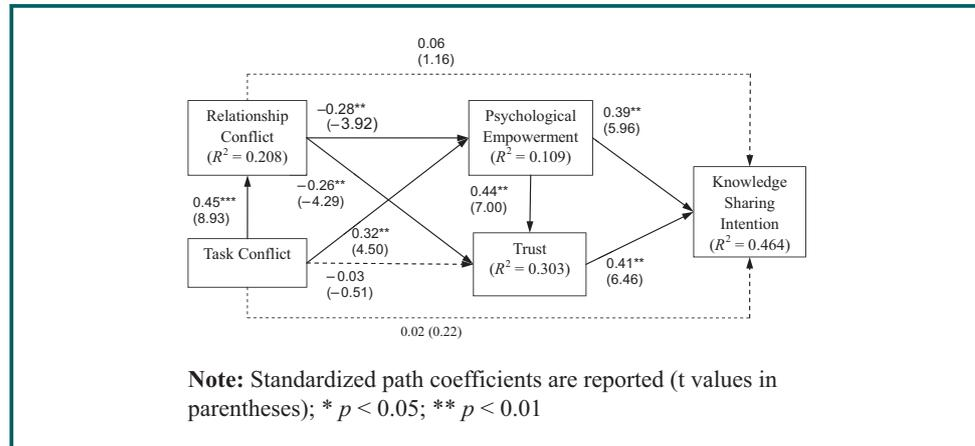 0.06
(1.16)
Relationship
Conflict
(R² = 0.208)
−0.28**
(−3.92)
Psychological
Empowerment
(R² = 0.109)
0.39**
(5.96)
−0.26**
(−4.29)
0.45***
(8.93)
0.44**
(7.00)
Knowledge
Sharing
Intention
(R² = 0.464)
Task Conflict
0.32**
(4.50)
−0.03
(−0.51)
Trust
(R² = 0.303)
0.41**
(6.46)
0.02 (0.22)
Note: Standardized path coefficients are reported (t values in
parentheses); * p < 0.05; ** p < 0.01